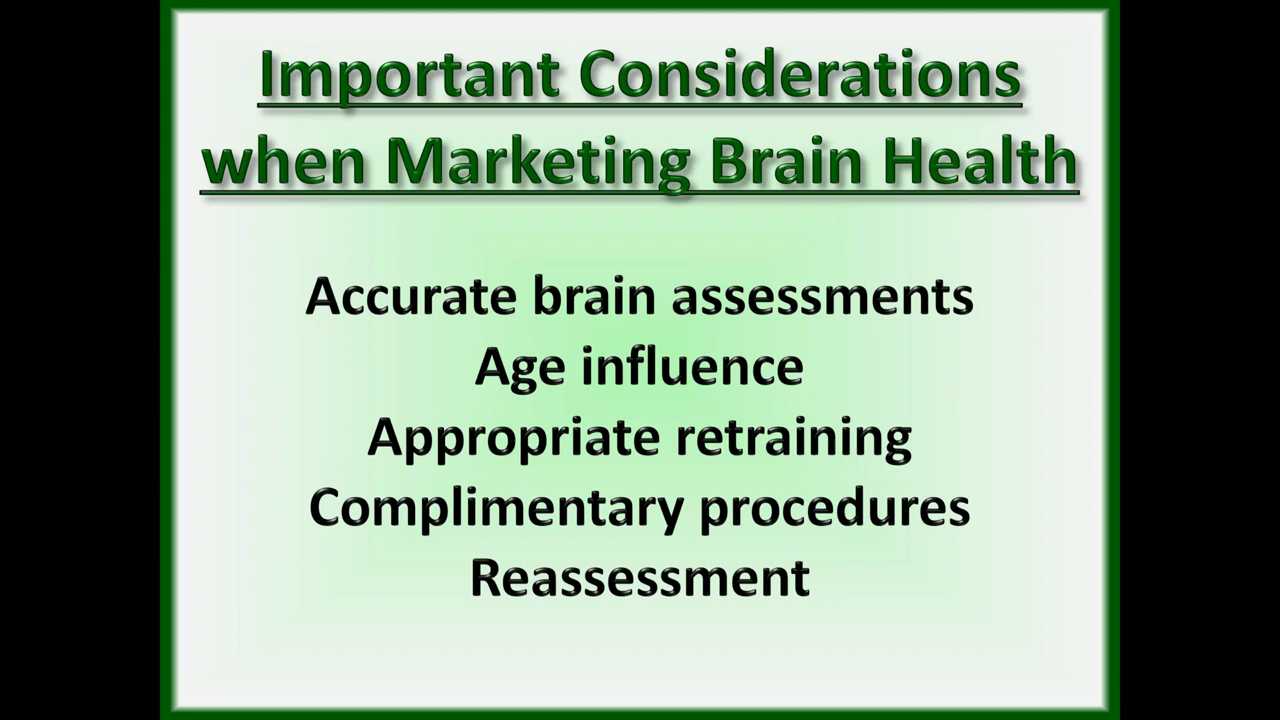 Important Considerations
when Marketing Brain Health
Accurate brain assessments
Age influence
Appropriate retraining
Complimentary procedures
Reassessment